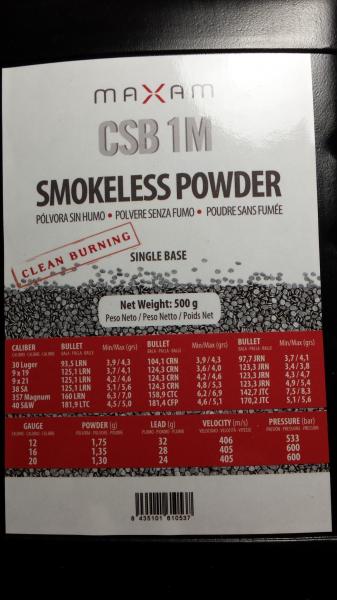 MAXAM
CSB 1M
SMOKELESS POWDER
PÓLVORA SIN HUMO • POLVERE SENZA FUMO • POUDRE SANS FUMÉE
CLEAN BURNING
SINGLE BASE
Net Weight: 500 g
Peso Neto / Peso Netto / Poids Net
CALIBER BULLET Min/Max (grs) BULLET Min/Max (grs) BULLET Min/Max (grs)
30 Luger 93,5 LRN 3,9/4,3 104,1 CRN 3,9/4,3 97,7 JRN 3,7/4,1
9 x 19 125,1 LRN 3,7/4,1 124,3 CRN 3,6/4,0 123,3 JRN 3,4/3,8
9 x 21 125,1 LRN 4,2/4,6 124,3 CRN 4,2/4,6 123,3 JRN 4,3/4,7
38 SA 125,1 LRN 5,1/5,6 124,3 CRN 4,8/5,3 123,3 JRN 4,9/5,4
357 Magnum 160 LRN 6,3/7,0 158,9 CTC 6,2/6,9 142,7 JTC 7,5/8,3
40 S&W 181,9 LTC 4,5/5,0 181,4 CFP 4,6/5,1 170,2 JTC 5,1/5,6
GAUGE POWDER (g) LEAD (g) VELOCITY (m/s) PRESSURE (bar)
12 1,75 32 406 533
16 1,35 28 405 600
20 1,30 24 405 600
8 435101 610537